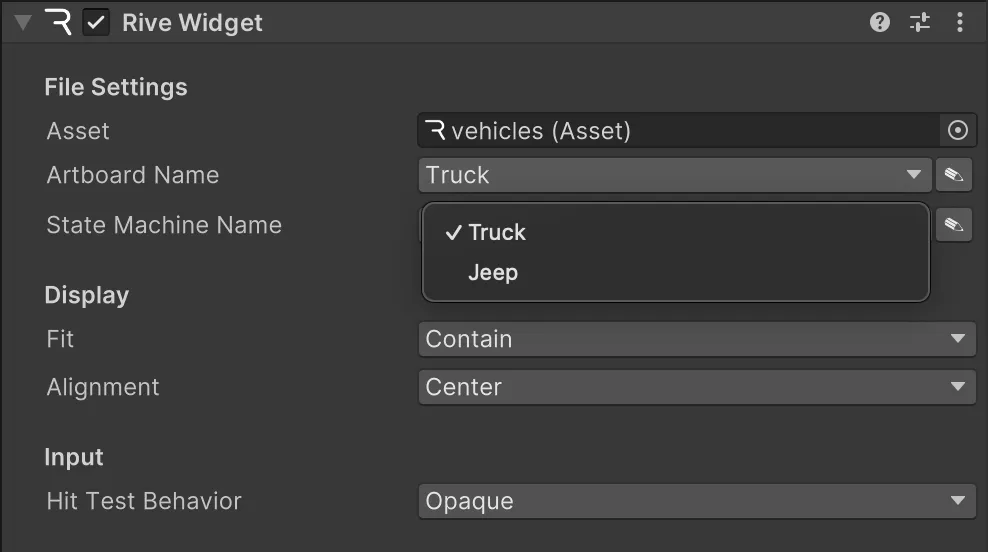 Rive Widget
File Settings
Asset
vehicles (Asset)
Artboard Name
Truck
State Machine Name
Truck
Jeep
Display
Fit
Contain
Alignment
Center
Input
Hit Test Behavior
Opaque